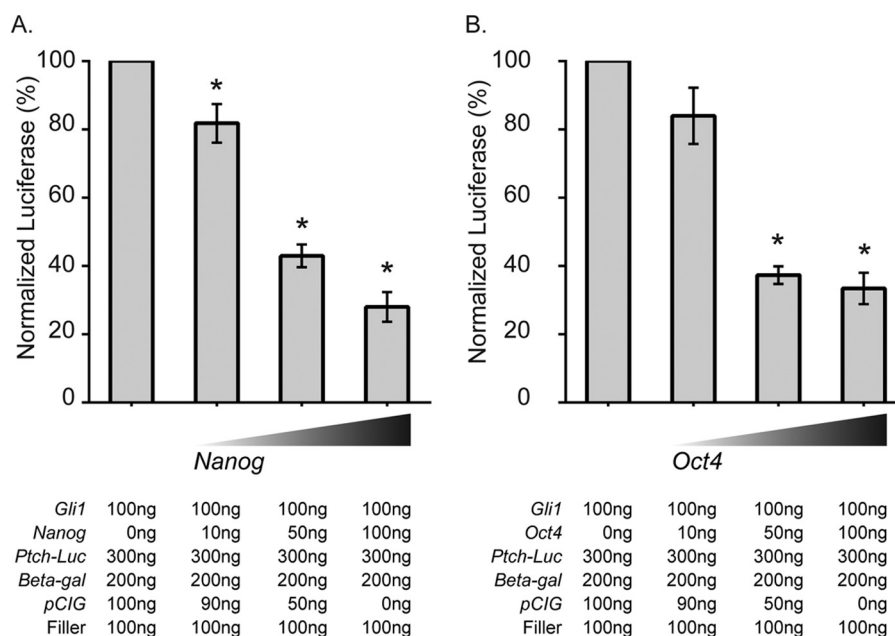 A.
Normalized Luciferase (%)
100
80
60
40
20
0
*
*
*
Nanog
Gli1 100ng 100ng 100ng 100ng
Nanog 0ng 10ng 50ng 100ng
Ptch-Luc 300ng 300ng 300ng 300ng
Beta-gal 200ng 200ng 200ng 200ng
pCIG 100ng 90ng 50ng 0ng
Filler 100ng 100ng 100ng 100ng
B.
Normalized Luciferase (%)
100
80
60
40
20
0
*
*
Oct4
Gli1 100ng 100ng 100ng 100ng
Oct4 0ng 10ng 50ng 100ng
Ptch-Luc 300ng 300ng 300ng 300ng
Beta-gal 200ng 200ng 200ng 200ng
pCIG 100ng 90ng 50ng 0ng
Filler 100ng 100ng 100ng 100ng